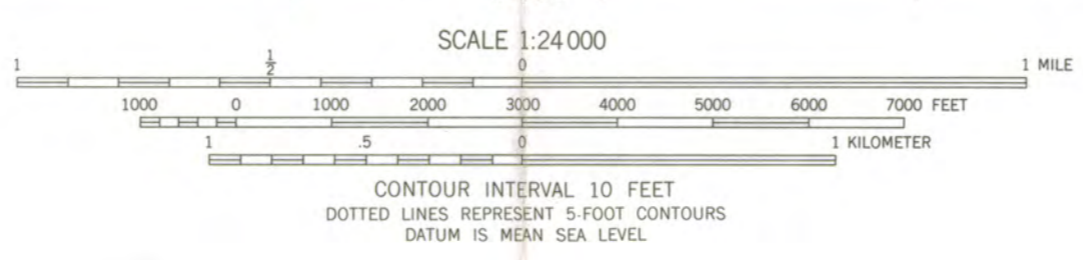 SCALE 1:24 000
1 1/2 0 1 MILE
1000 0 1000 2000 3000 4000 5000 6000 7000 FEET
1 .5 0 1 KILOMETER
CONTOUR INTERVAL 10 FEET
DOTTED LINES REPRESENT 5-FOOT CONTOURS
DATUM IS MEAN SEA LEVEL